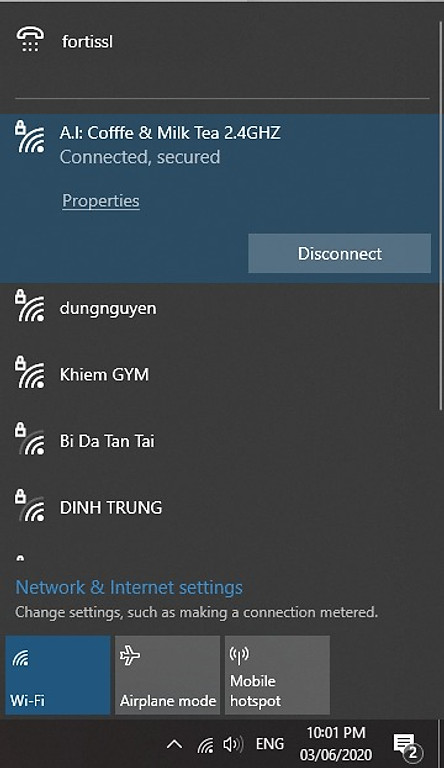 fortissl
A.I: Cofffe & Milk Tea 2.4GHZ
Connected, secured
Properties
Disconnect
dungnguyen
Khiem GYM
Bi Da Tan Tai
DINH TRUNG
Network & Internet settings
Change settings, such as making a connection metered.
Wi-Fi
Airplane mode
Mobile
hotspot
ENG
10:01 PM
03/06/2020
2